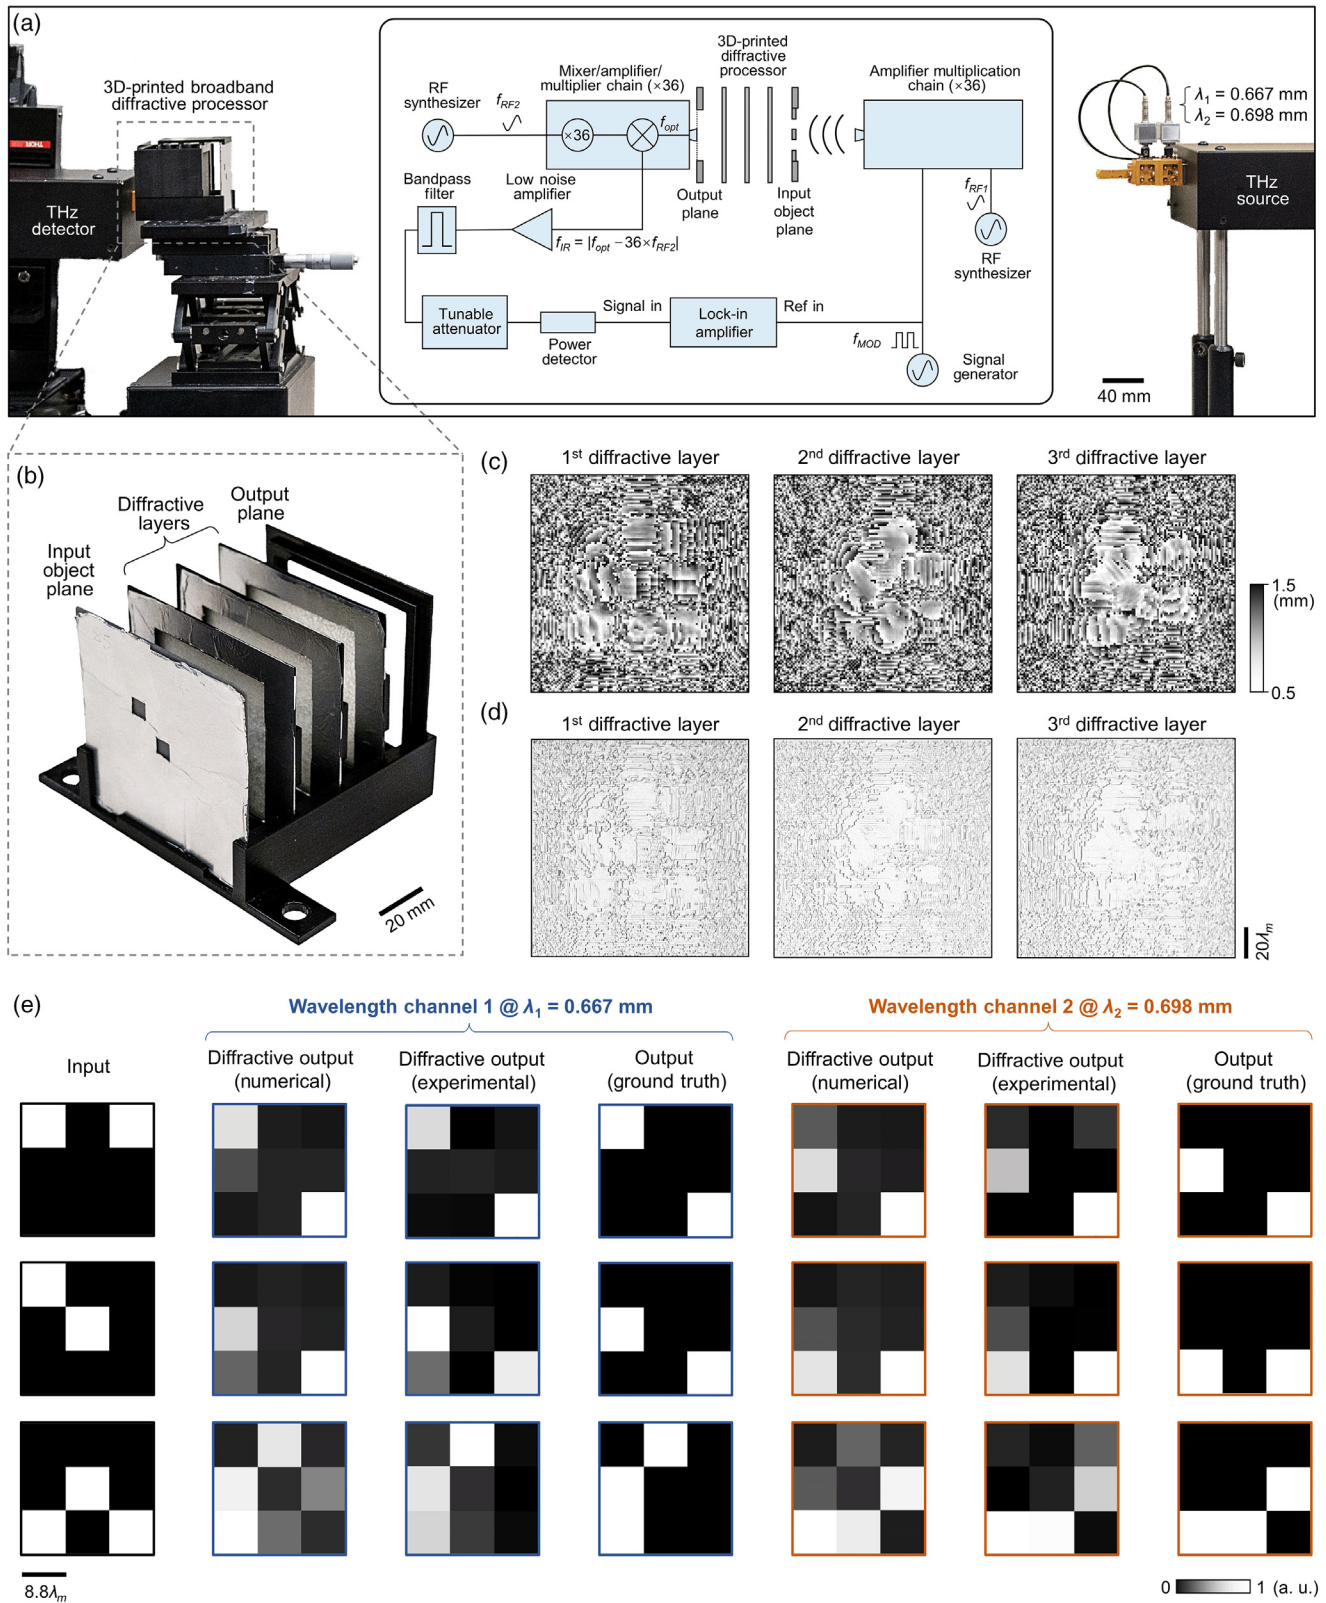 (a)
3D-printed broadband
diffractive processor
THOR
THz
detector
RF
synthesizer
f_RF2
Mixer/amplifier/
multiplier chain (×36)
×36
f_opt
3D-printed
diffractive
processor
Amplifier multiplication
chain (×36)
Bandpass
filter
Low noise
amplifier
Output
plane
Input
object
plane
f_RF1
RF
synthesizer
f_IR = |f_opt − 36×f_RF2|
Tunable
attenuator
Signal in
Power
detector
Lock-in
amplifier
Ref in
f_MOD
Signal
generator
λ1 = 0.667 mm
λ2 = 0.698 mm
THz
source
40 mm
(b)
Input
object
plane
Diffractive
layers
Output
plane
20 mm
(c)
1st diffractive layer
2nd diffractive layer
3rd diffractive layer
1.5
(mm)
0.5
(d)
1st diffractive layer
2nd diffractive layer
3rd diffractive layer
20λm
(e)
Wavelength channel 1 @ λ1 = 0.667 mm
Wavelength channel 2 @ λ2 = 0.698 mm
Input
Diffractive output
(numerical)
Diffractive output
(experimental)
Output
(ground truth)
Diffractive output
(numerical)
Diffractive output
(experimental)
Output
(ground truth)
8.8λm
0 1 (a. u.)